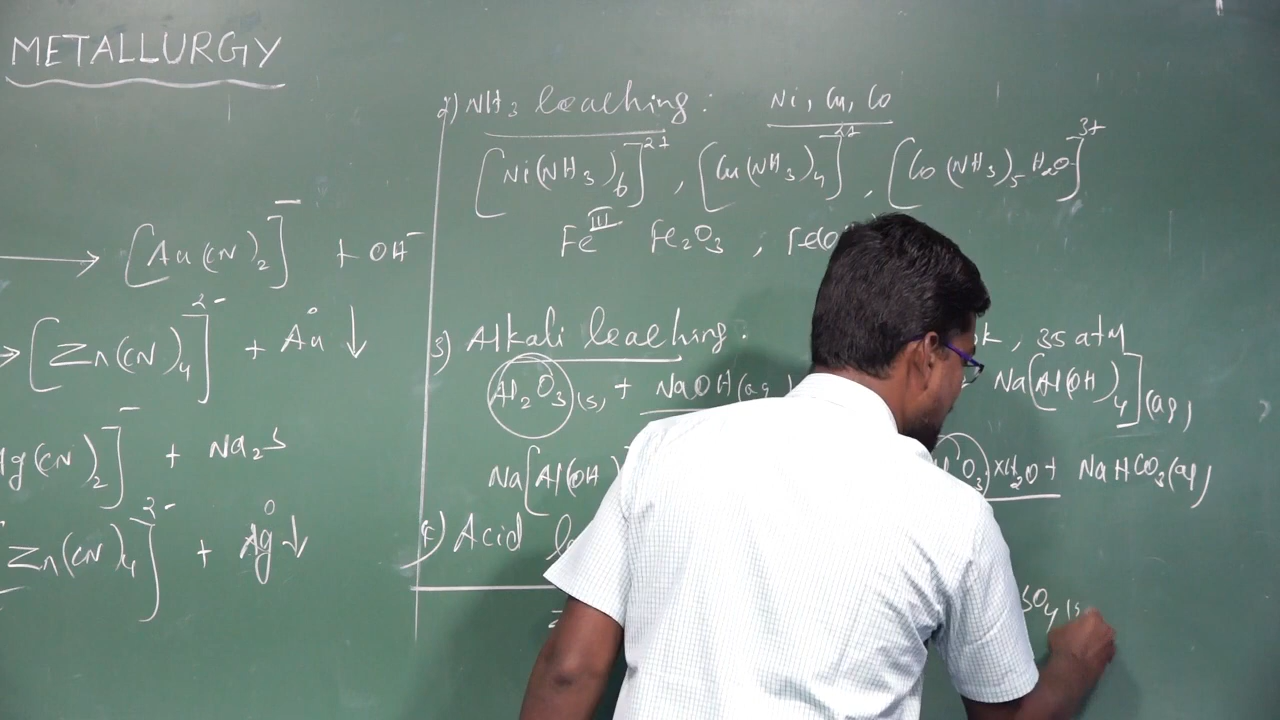 METALLURGY
[Au(CN)₂]⁻ + OH⁻
[Zn(CN)₄]²⁻ + Au⁰ ↓
g(CN)₂]⁻ + Na₂S
Zn(CN)₄]²⁻ + Ag⁰ ↓
2) NH₃ leaching: Ni, Cu, Co
[Ni(NH₃)₆]²⁺, [Cu(NH₃)₄]²⁺, [Co(NH₃)₅H₂O]³⁺
Feᴵᴵᴵ Fe₂O₃,
3) Alkali leaching: K, 35 atm
Al₂O₃(s) + NaOH(aq) Na[Al(OH)₄](aq)
Na[Al(OH O₃)xH₂O + NaHCO₃(aq)
Acid
SO₄(s